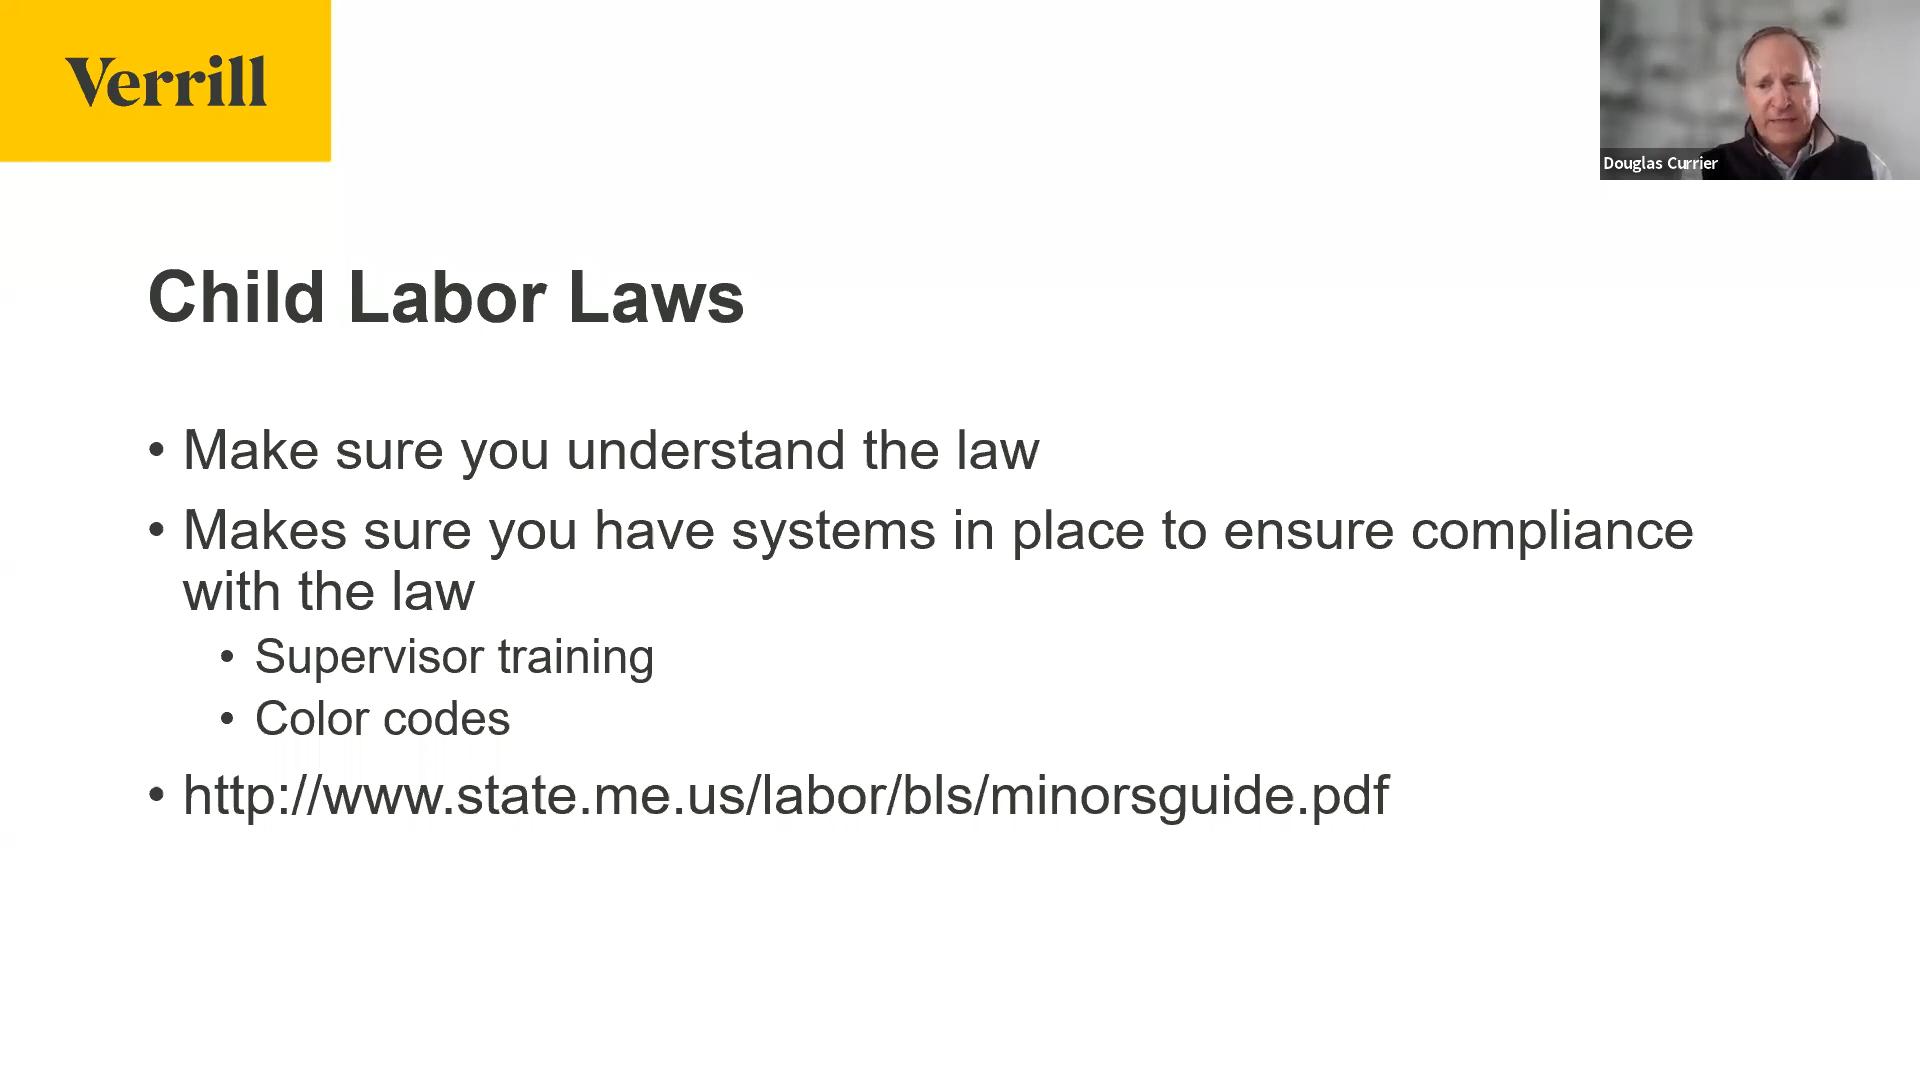 Verrill
Douglas Currier
Child Labor Laws
• Make sure you understand the law
• Makes sure you have systems in place to ensure compliance
with the law
• Supervisor training
• Color codes
• http://www.state.me.us/labor/bls/minorsguide.pdf